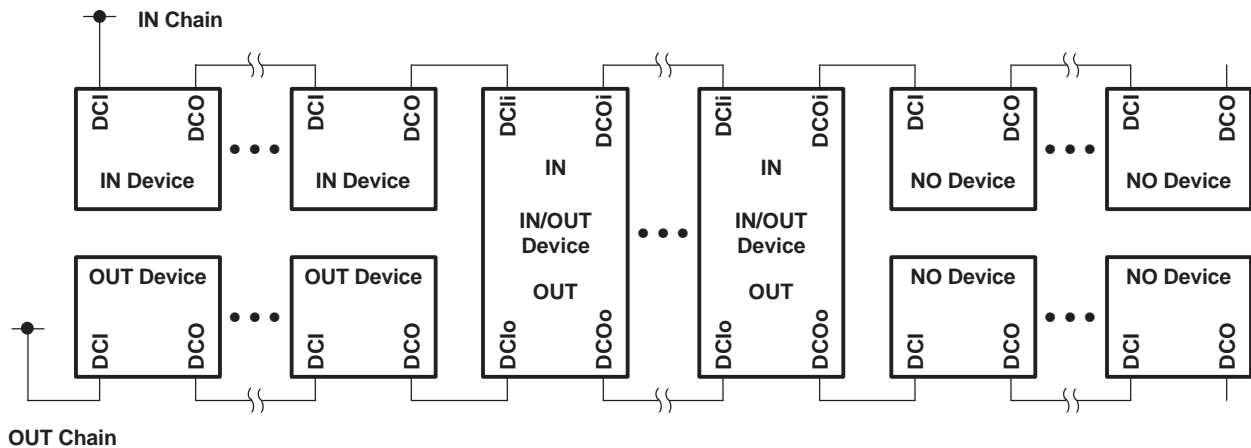 IN Chain
DCI
DCO
IN Device
DCI
DCO
IN Device
DCIi
DCOi
IN
IN/OUT
Device
OUT
DCIo
DCOo
DCIi
DCOi
IN
IN/OUT
Device
OUT
DCIo
DCOo
DCI
DCO
NO Device
DCI
DCO
NO Device
OUT Device
DCI
DCO
OUT Device
DCI
DCO
NO Device
DCI
DCO
NO Device
DCI
DCO
OUT Chain